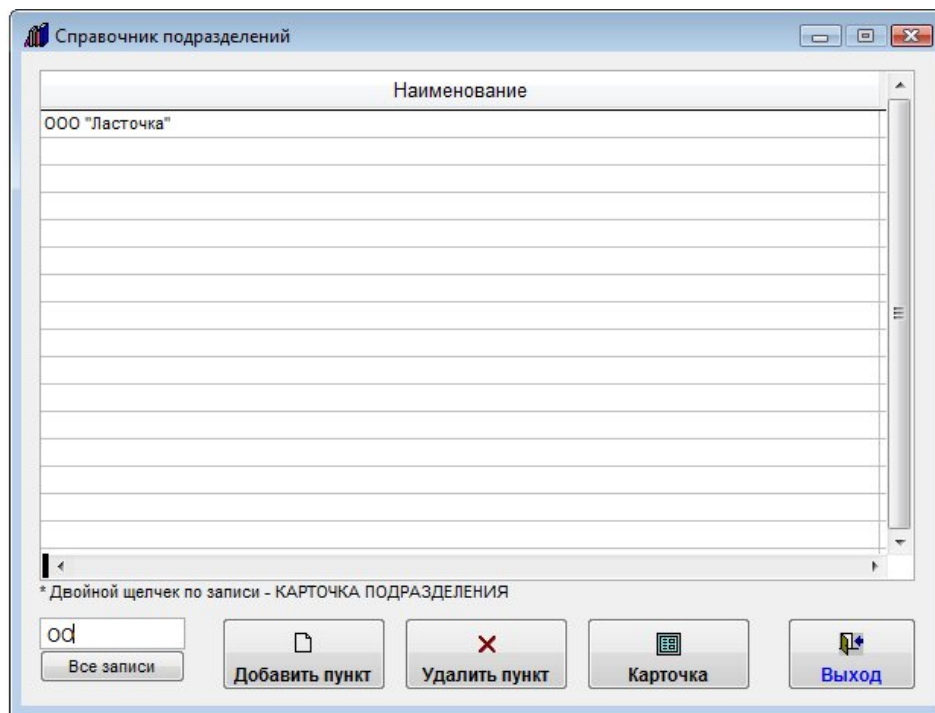 Справочник подразделений
Наименование
ООО "Ласточка"
* Двойной щепчек по записи - КАРТОЧКА ПОДРАЗДЕЛЕНИЯ
оо
Все записи
Добавить пункт
Удалить пункт
Карточка
Выход